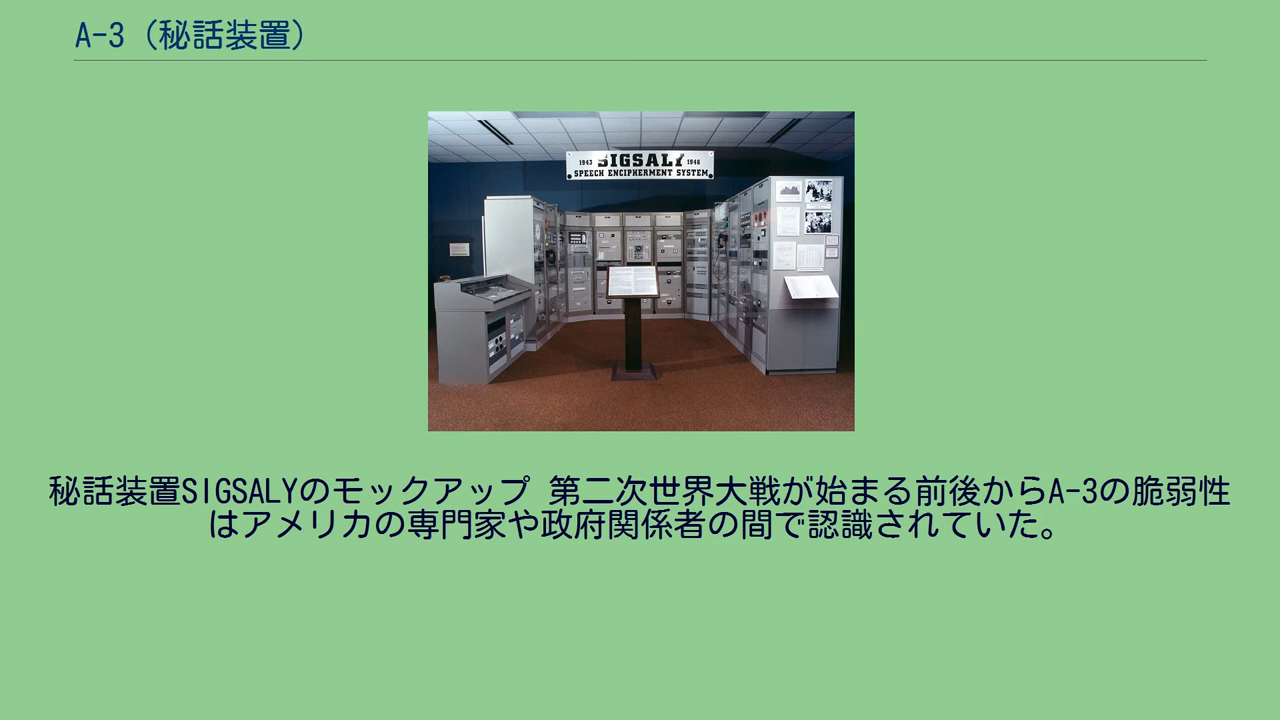 A-3（秘話装置）
1943 SIGSALY 1946
SPEECH ENCIPHERMENT SYSTEM
秘話装置SIGSALYのモックアップ 第二次世界大戦が始まる前後からA-3の脆弱性
はアメリカの専門家や政府関係者の間で認識されていた。